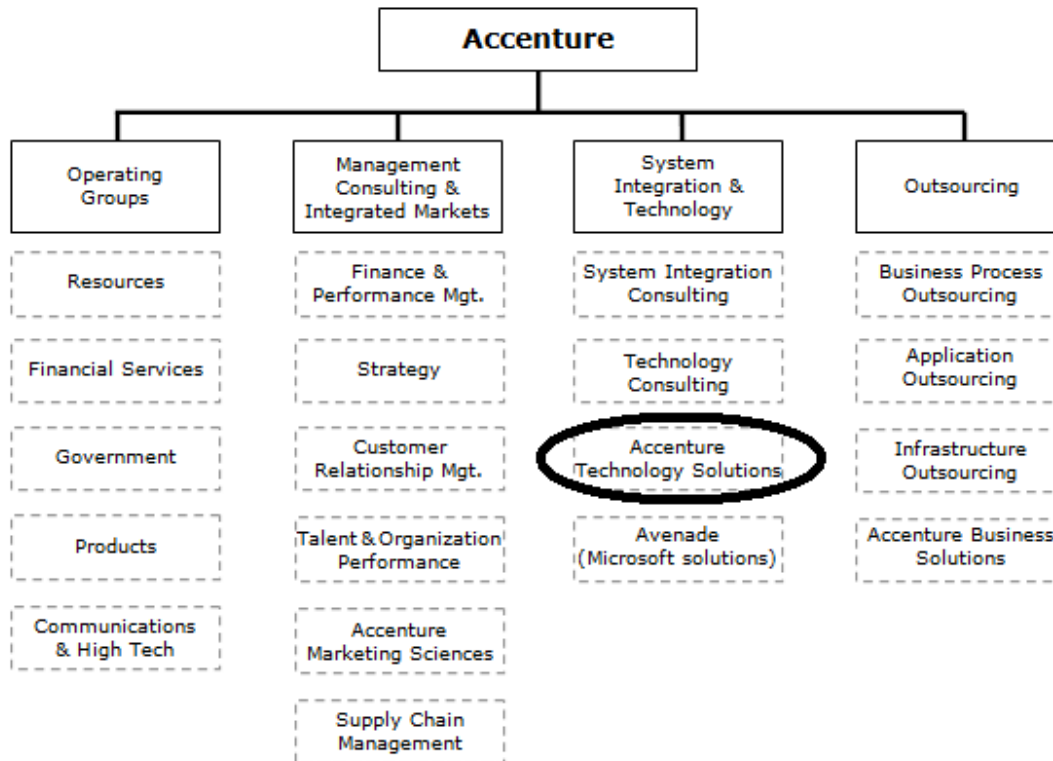 Accenture
Operating
Groups
Management
Consulting &
Integrated Markets
System
Integration &
Technology
Outsourcing
Resources
Financial Services
Government
Products
Communications
& High Tech
Finance &
Performance Mgt.
Strategy
Customer
Relationship Mgt.
Talent & Organization
Performance
Accenture
Marketing Sciences
Supply Chain
Management
System Integration
Consulting
Technology
Consulting
Accenture
Technology Solutions
Avenade
(Microsoft solutions)
Business Process
Outsourcing
Application
Outsourcing
Infrastructure
Outsourcing
Accenture Business
Solutions